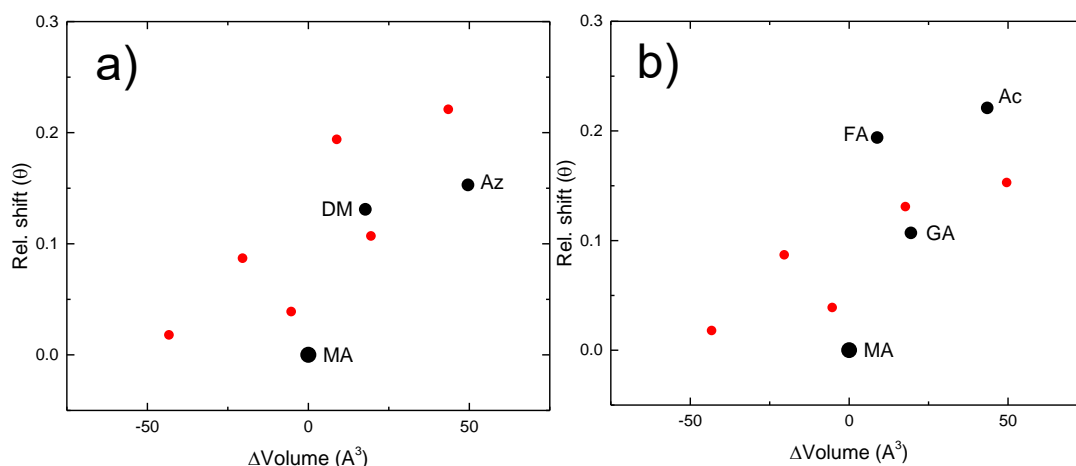 a)
0.3
0.2
0.1
0.0
Rel. shift (θ)
Az
DM
MA
-50
0
50
ΔVolume (A³)
b)
0.3
0.2
0.1
0.0
Rel. shift (θ)
Ac
FA
GA
MA
-50
0
50
ΔVolume (A³)